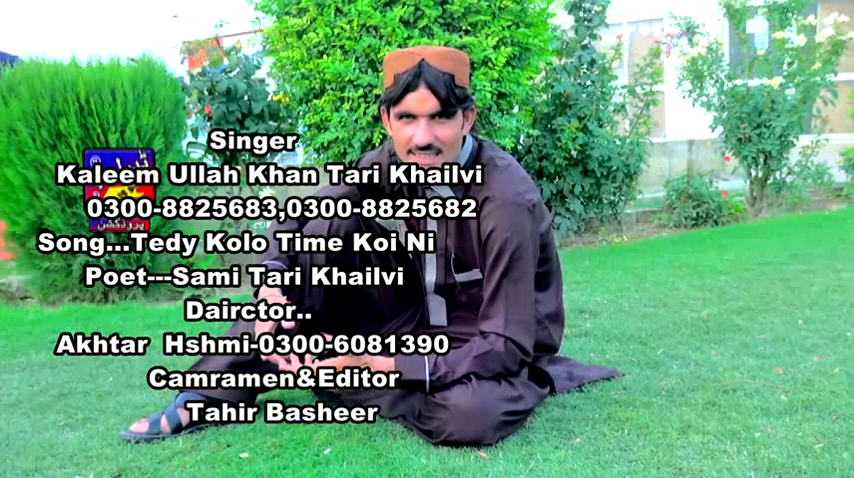 Singer
Kaleem Ullah Khan Tari Khailvi
0300-8825683,0300-8825682
Song...Tedy Kolo Time Koi Ni
Poet---Sami Tari Khailvi
Dairctor..
Akhtar Hshmi-0300-6081390
Camramen&Editor
Tahir Basheer
پروڈکشن